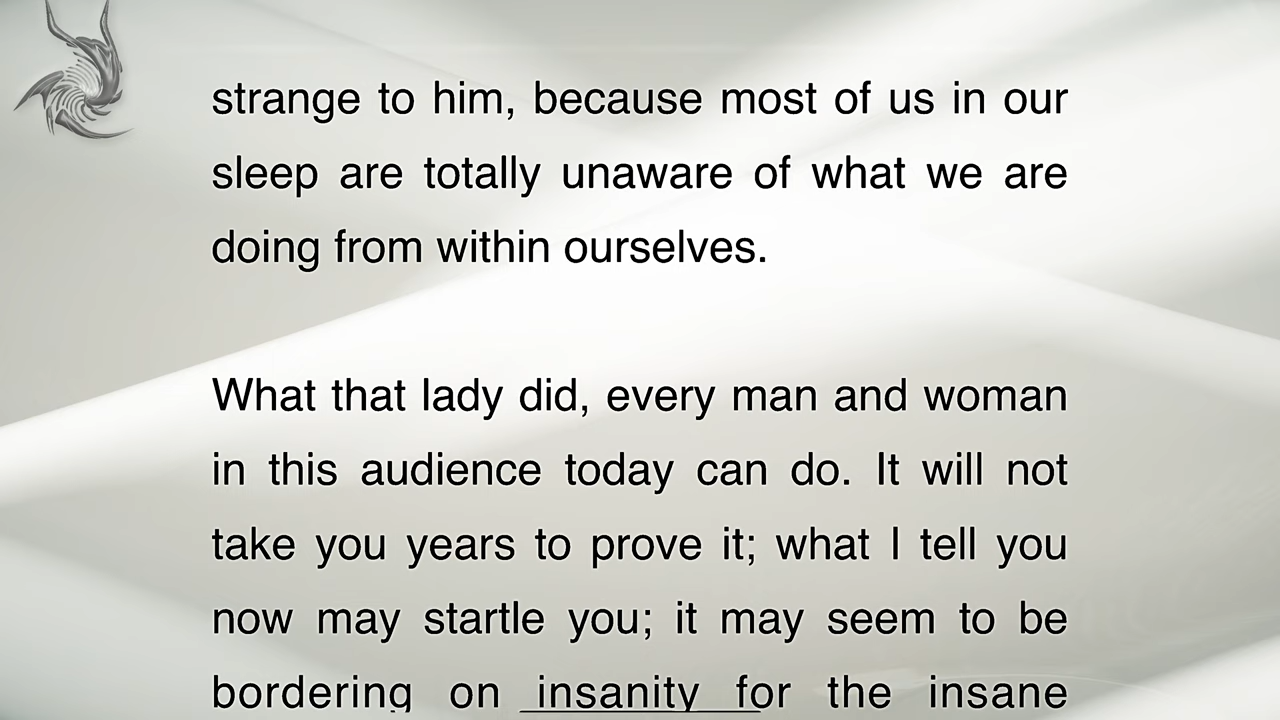 strange to him, because most of us in our
sleep are totally unaware of what we are
doing from within ourselves.
What that lady did, every man and woman
in this audience today can do. It will not
take you years to prove it; what I tell you
now may startle you; it may seem to be
bordering on insanity for the insane